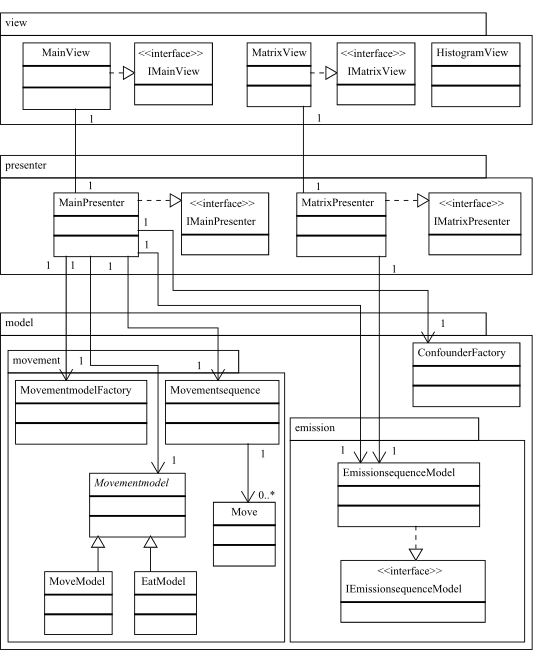 view
MainView
<<interface>>
IMainView
MatrixView
<<interface>>
IMatrixView
HistogramView
1
1
presenter
1
1
MainPresenter
<<interface>>
IMainPresenter
MatrixPresenter
<<interface>>
IMatrixPresenter
1
1
1
1
1
1
model
1
ConfounderFactory
movement
1
1
MovementmodelFactory
Movementsequence
emission
1
1
1
1
EmissionsequenceModel
Movementmodel
0..*
Move
<<interface>>
IEmissionsequenceModel
MoveModel
EatModel